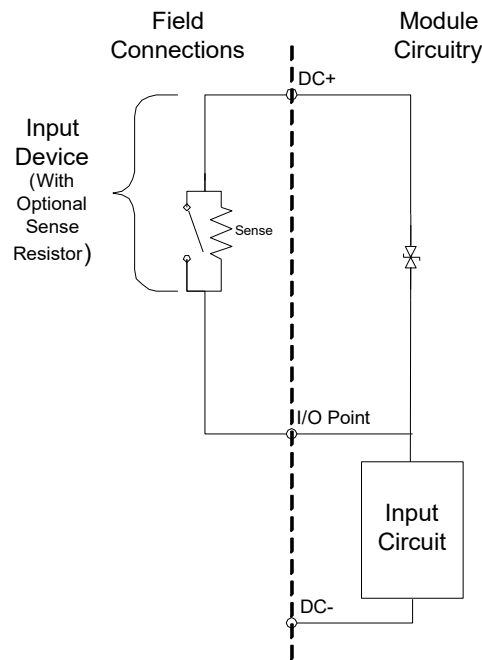 Field
Connections
Module
Circuitry
DC+
Input
Device
(With
Optional
Sense
Resistor)
Sense
I/O Point
Input
Circuit
DC-